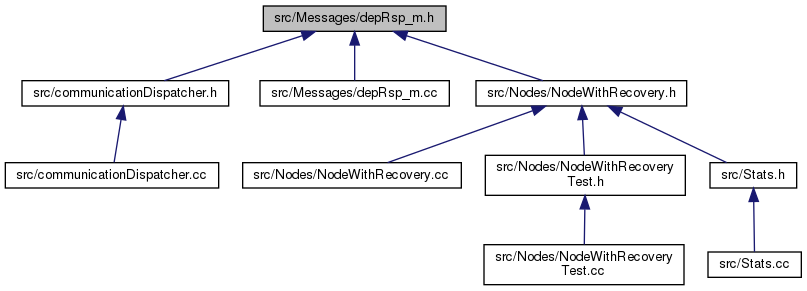 src/Messages/depRsp_m.h
src/communicationDispatcher.h
src/Messages/depRsp_m.cc
src/Nodes/NodeWithRecovery.h
src/communicationDispatcher.cc
src/Nodes/NodeWithRecovery.cc
src/Nodes/NodeWithRecovery
Test.h
src/Stats.h
src/Nodes/NodeWithRecovery
Test.cc
src/Stats.cc